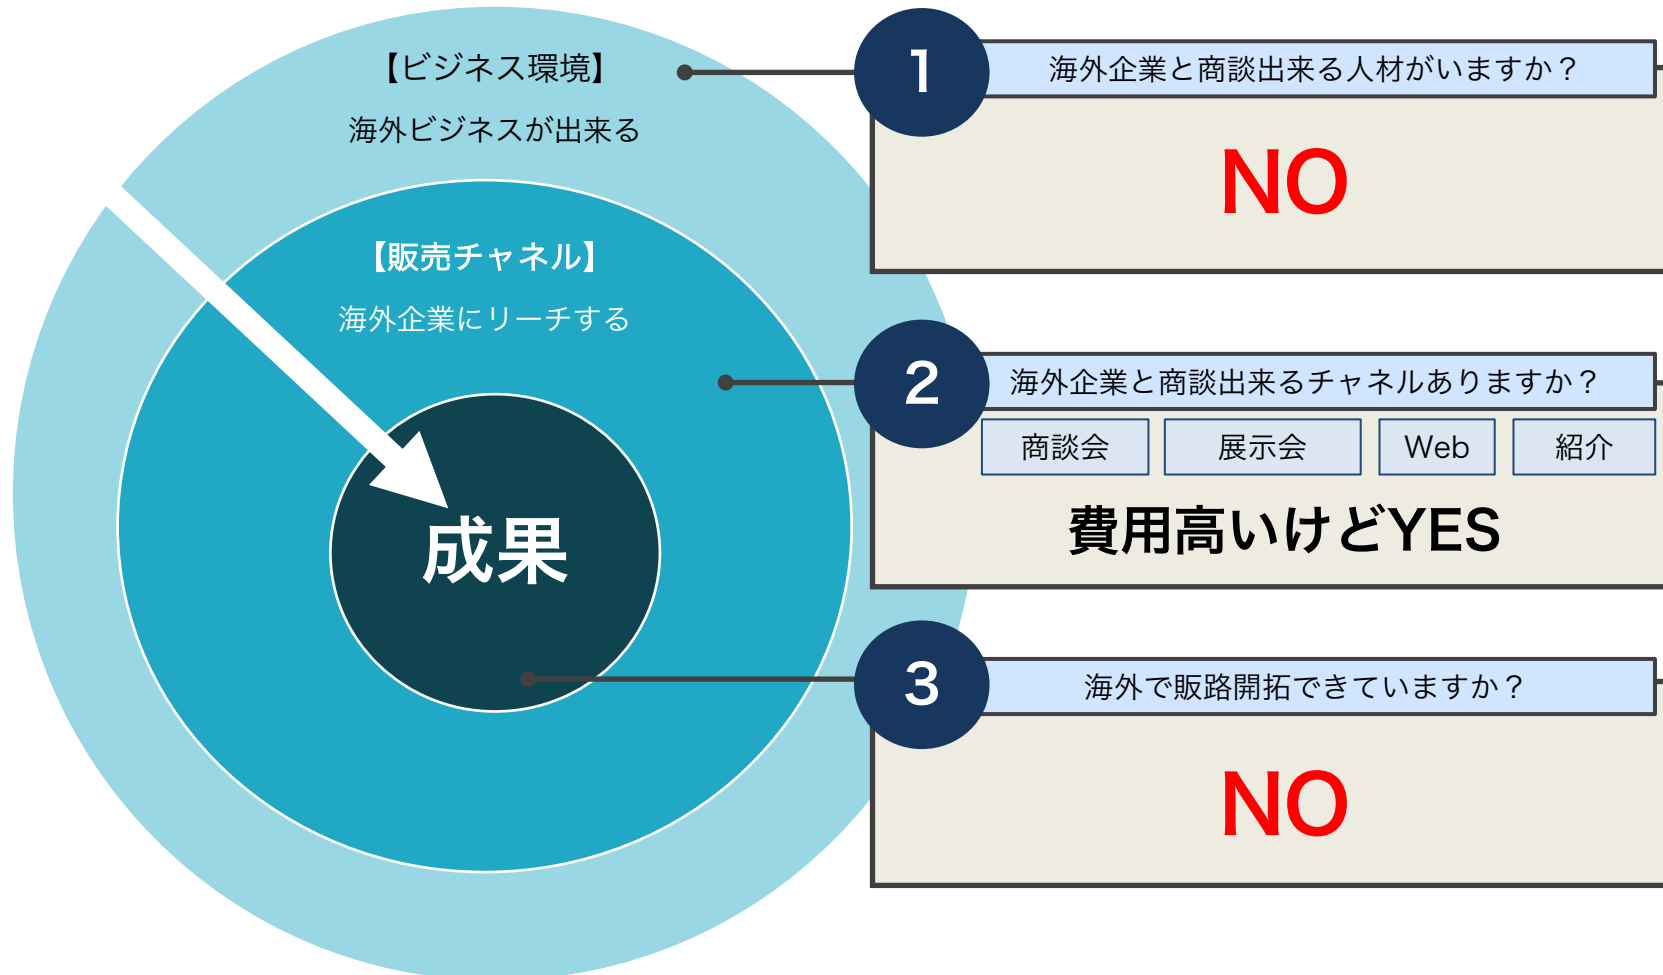 【ビジネス環境】
海外ビジネスが出来る
【販売チャネル】
海外企業にリーチする
成果
1
海外企業と商談出来る人材がいますか？
NO
2
海外企業と商談出来るチャネルありますか？
商談会 展示会 Web 紹介
費用高いけどYES
3
海外で販路開拓できていますか？
NO